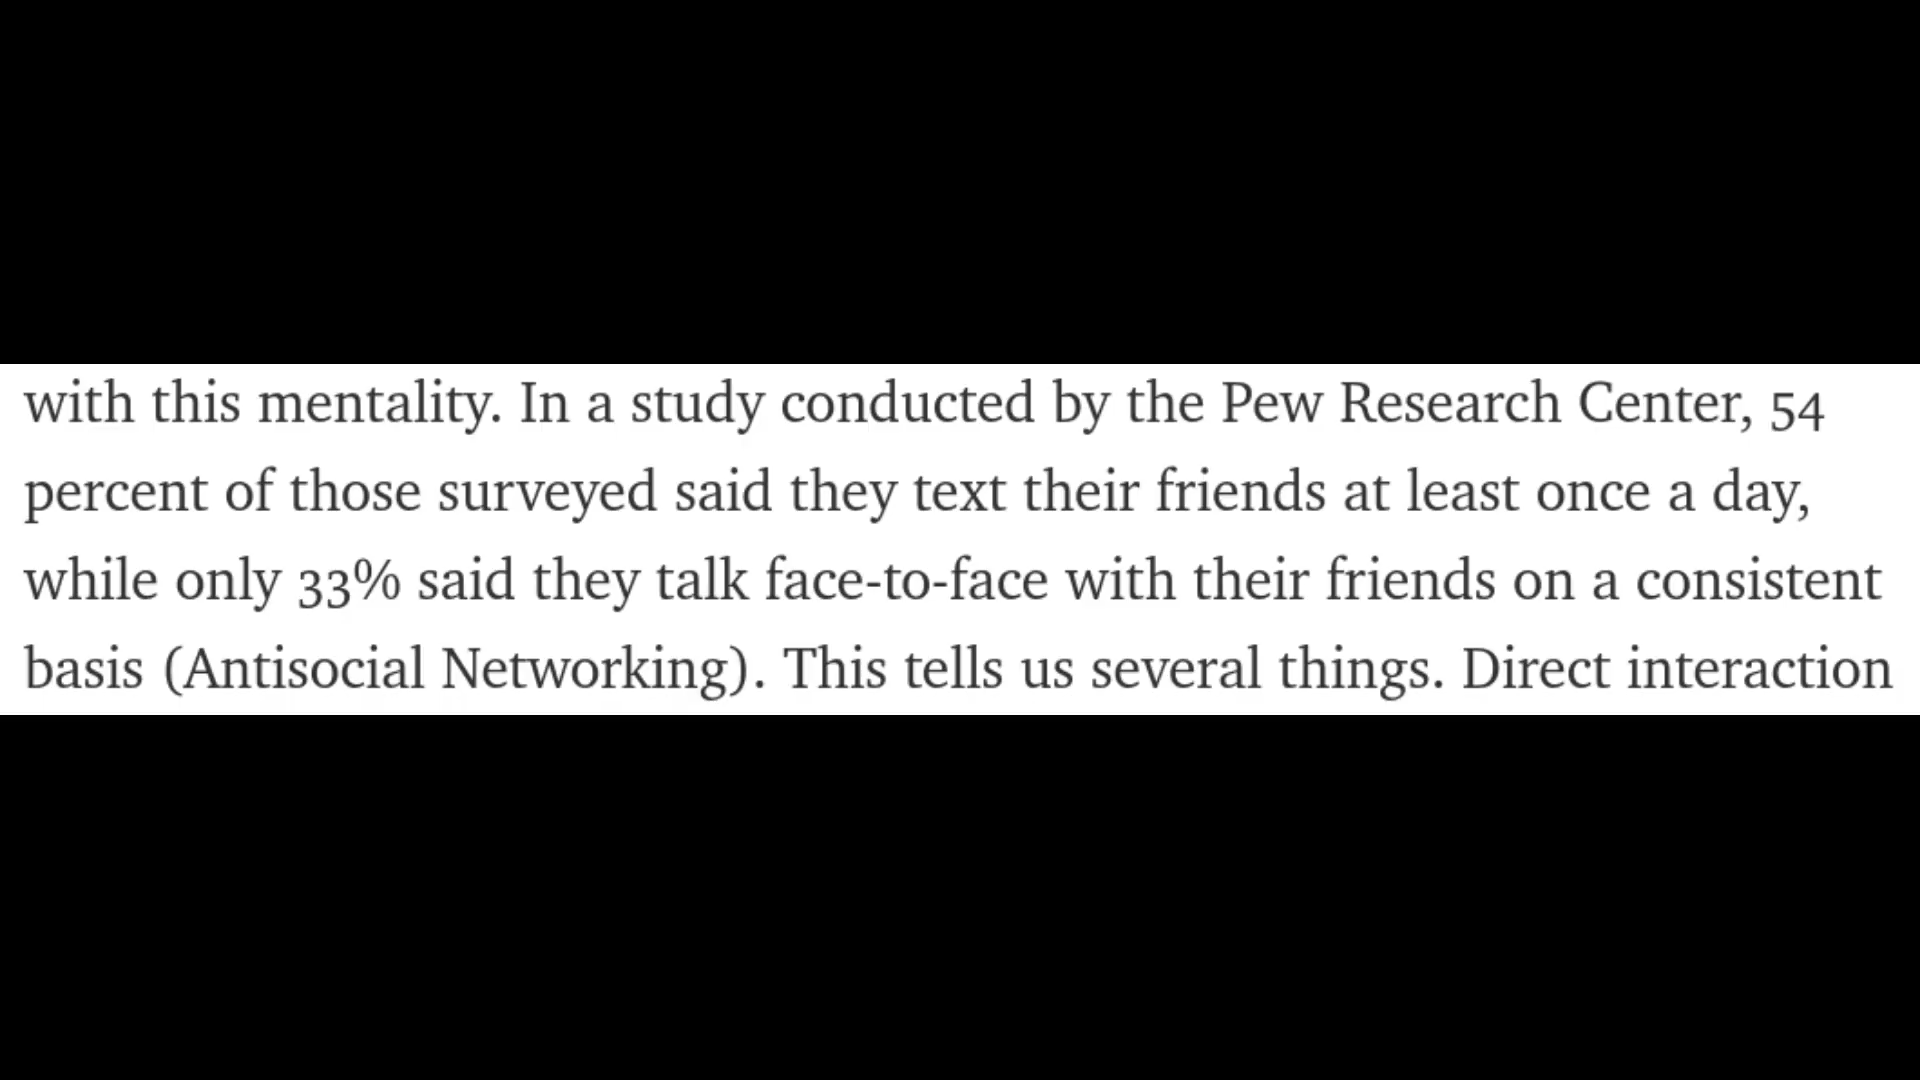 with this mentality. In a study conducted by the Pew Research Center, 54
percent of those surveyed said they text their friends at least once a day,
while only 33% said they talk face-to-face with their friends on a consistent
basis (Antisocial Networking). This tells us several things. Direct interaction